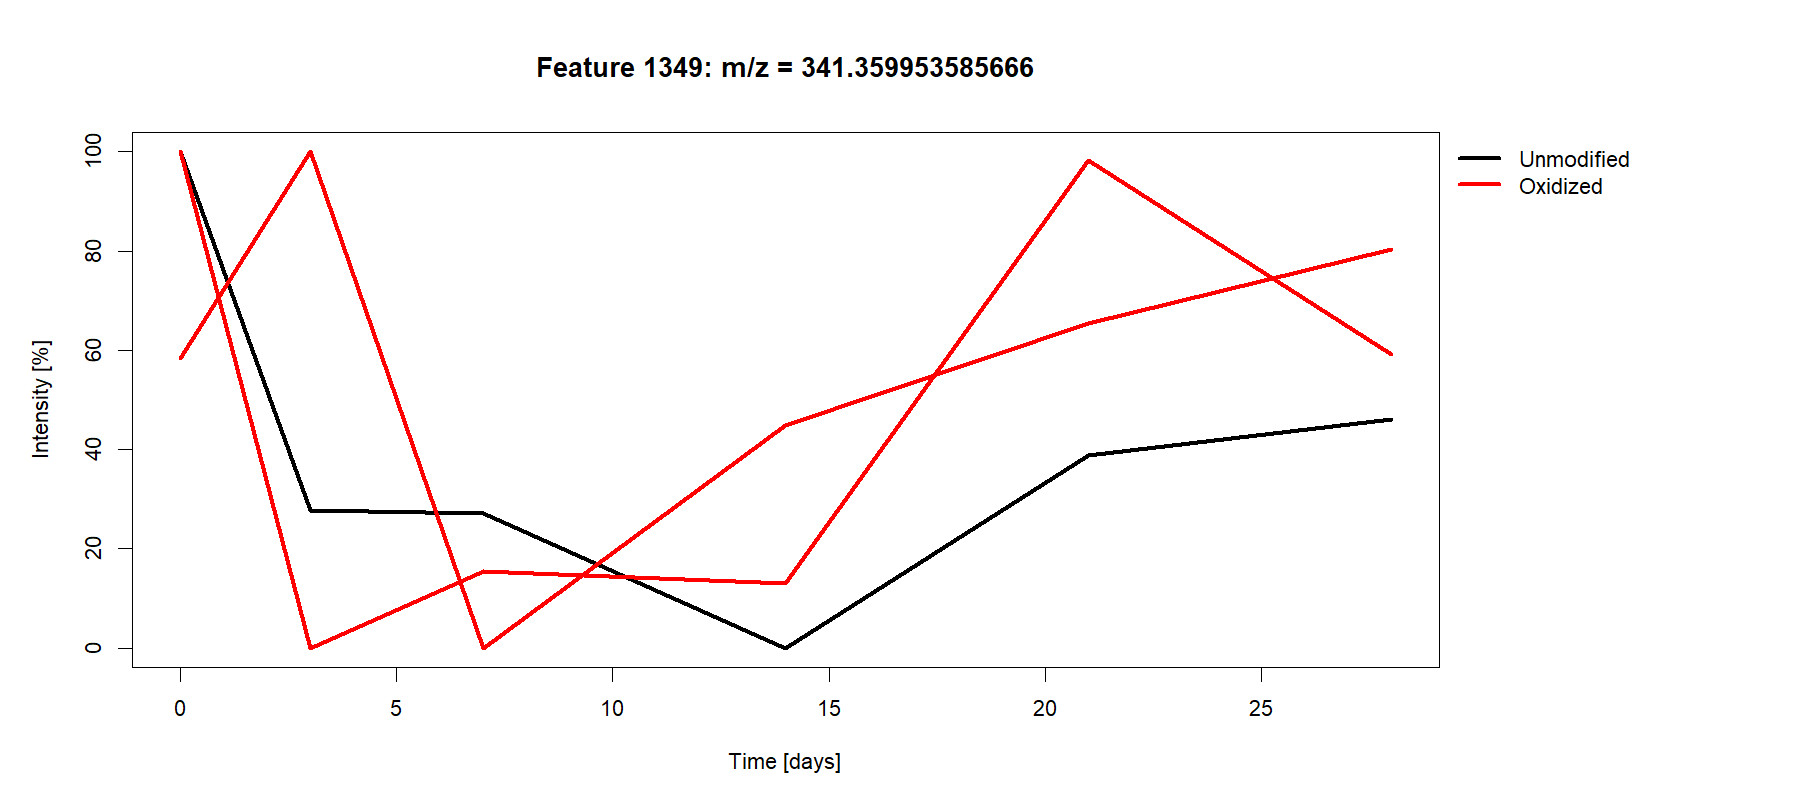 Feature 1349: m/z = 341.359953585666
Unmodified
Oxidized
Intensity [%]
100
80
60
40
20
0
0 5 10 15 20 25
Time [days]